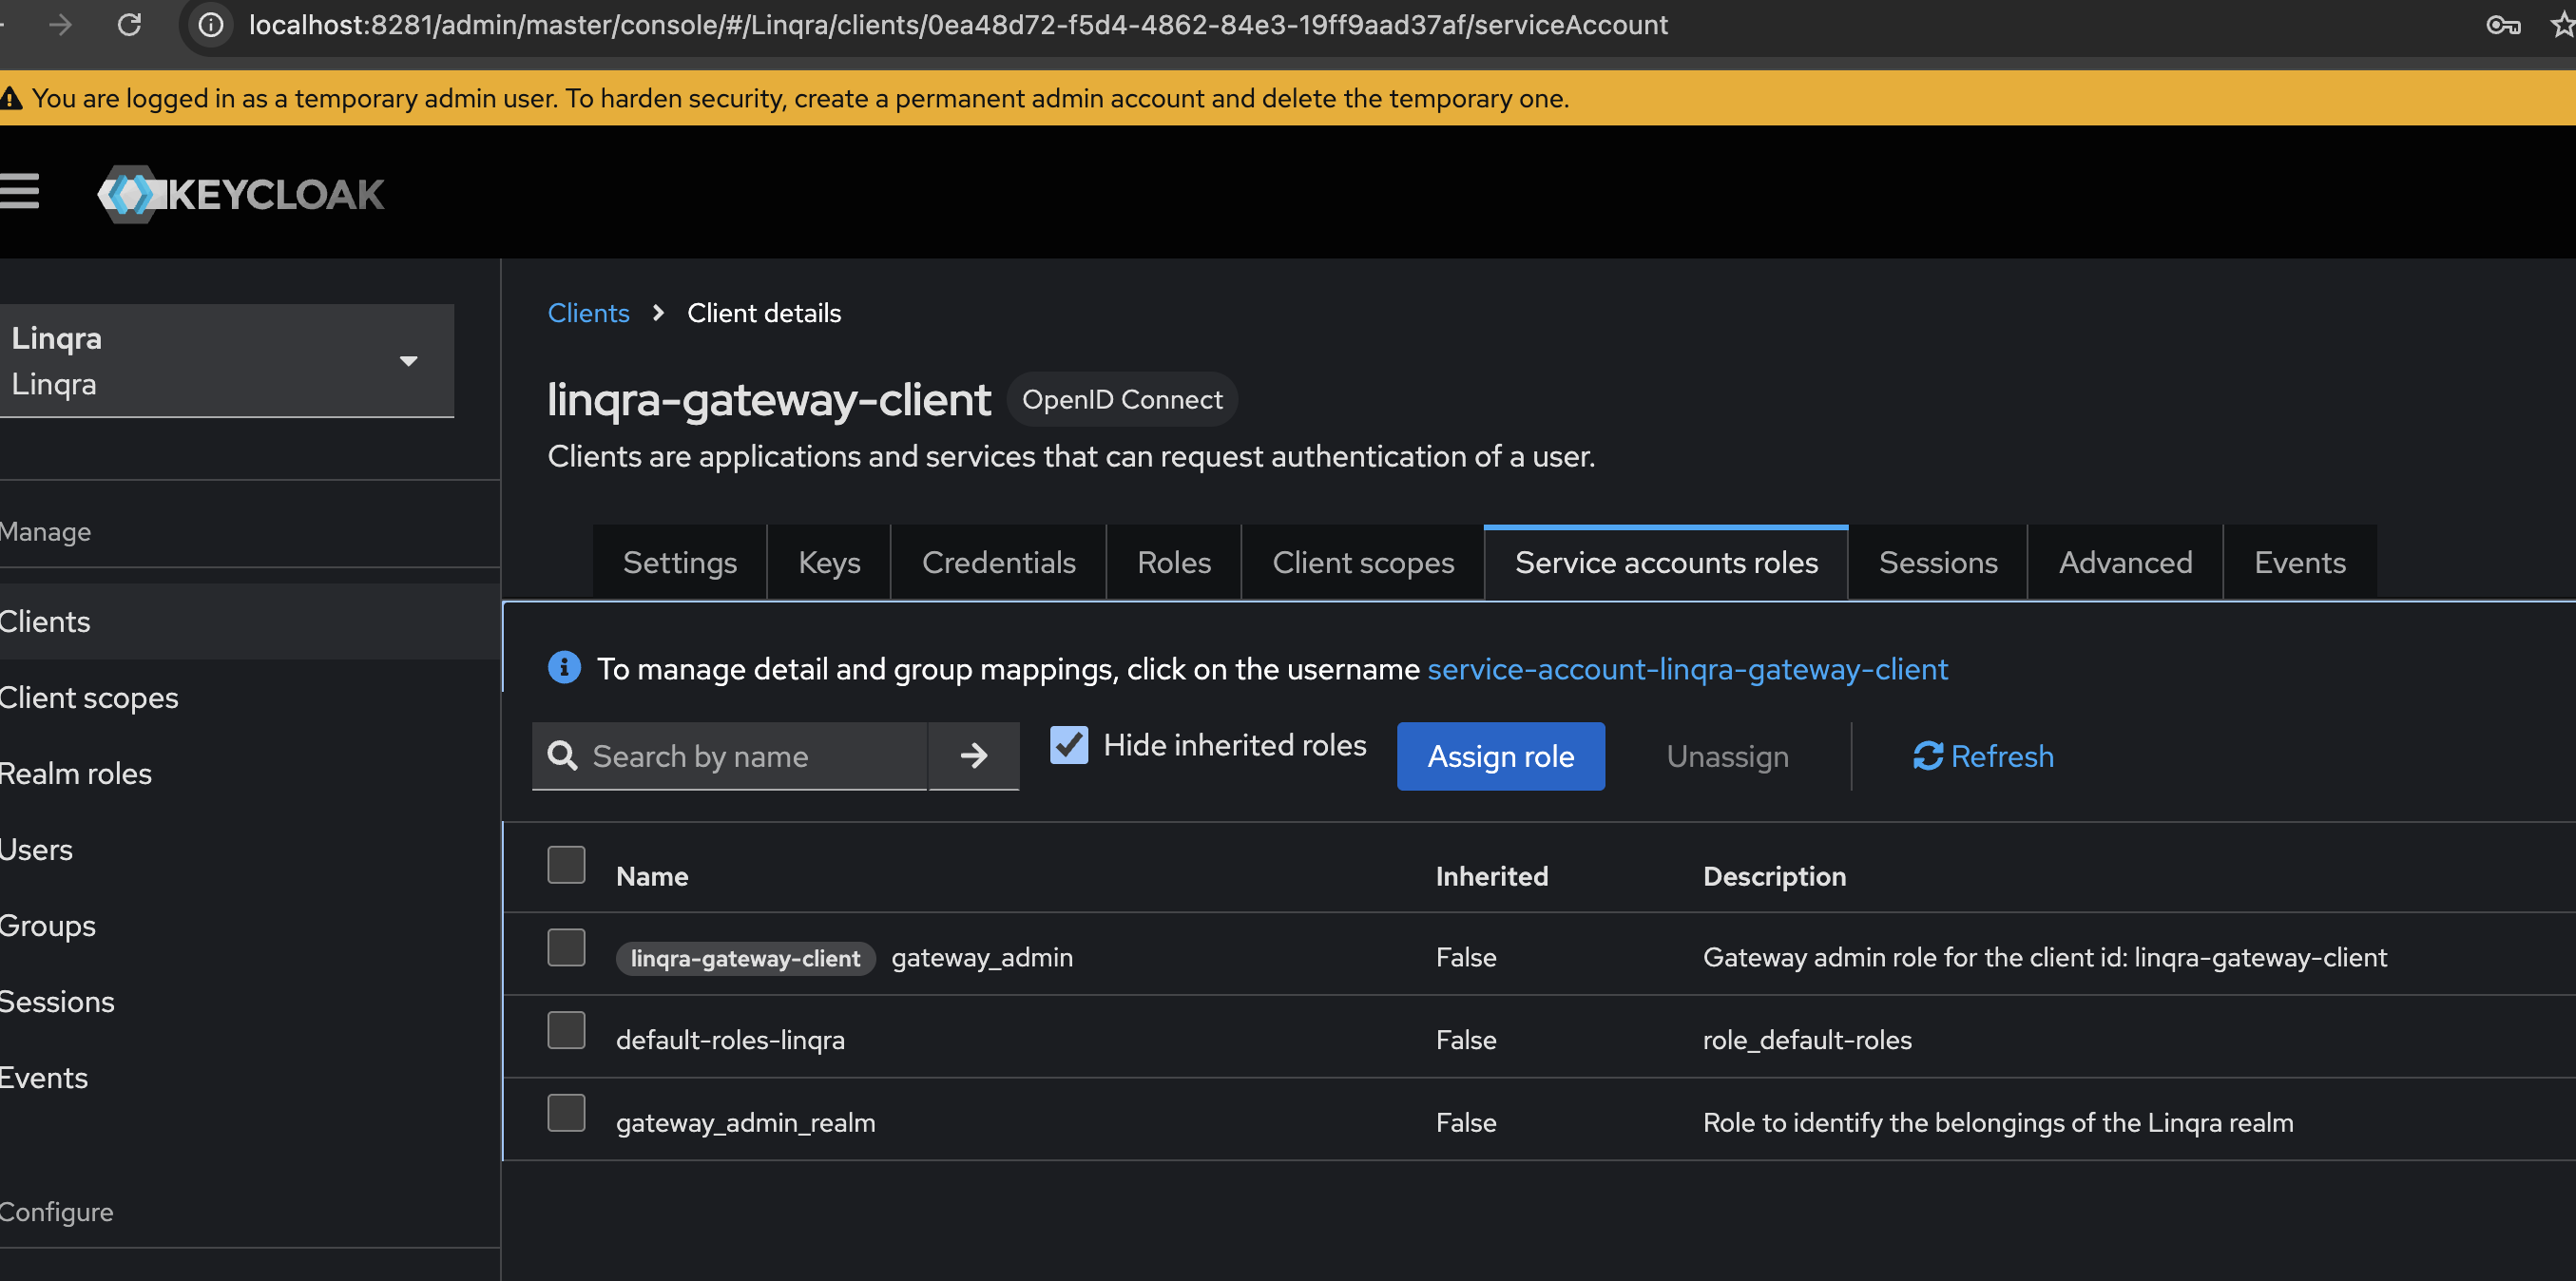 localhost:8281/admin/master/console/#/Linqra/clients/0ea48d72-f5d4-4862-84e3-19ff9aad37af/serviceAccount
You are logged in as a temporary admin user. To harden security, create a permanent admin account and delete the temporary one.
KEYCLOAK
Linqra
Linqra
Manage
Clients
Client scopes
Realm roles
Users
Groups
Sessions
Events
Configure
Clients > Client details
linqra-gateway-client OpenID Connect
Clients are applications and services that can request authentication of a user.
Settings Keys Credentials Roles Client scopes Service accounts roles Sessions Advanced Events
To manage detail and group mappings, click on the username service-account-linqra-gateway-client
Search by name Hide inherited roles Assign role Unassign Refresh
Name Inherited Description
linqra-gateway-client gateway_admin False Gateway admin role for the client id: linqra-gateway-client
default-roles-linqra False role_default-roles
gateway_admin_realm False Role to identify the belongings of the Linqra realm